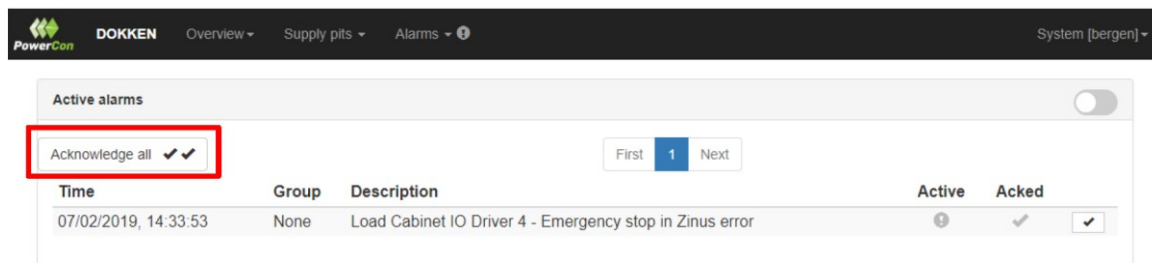 PowerCon DOKKEN Overview Supply pits Alarms System [bergen]
Active alarms
Acknowledge all First 1 Next
Time Group Description Active Acked
07/02/2019, 14:33:53 None Load Cabinet IO Driver 4 - Emergency stop in Zinus error